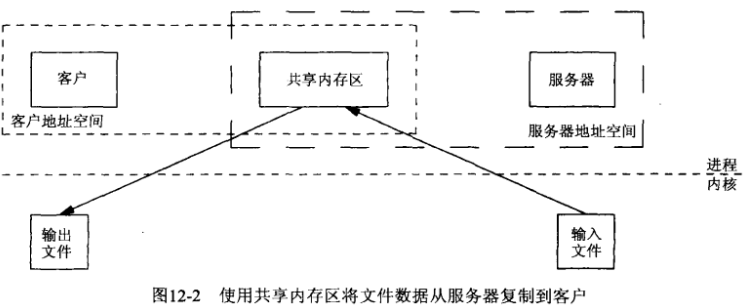 客户
共享内存区
服务器
客户地址空间
服务器地址空间
进程
内核
输出
文件
输入
文件
图12-2 使用共享内存区将文件数据从服务器复制到客户